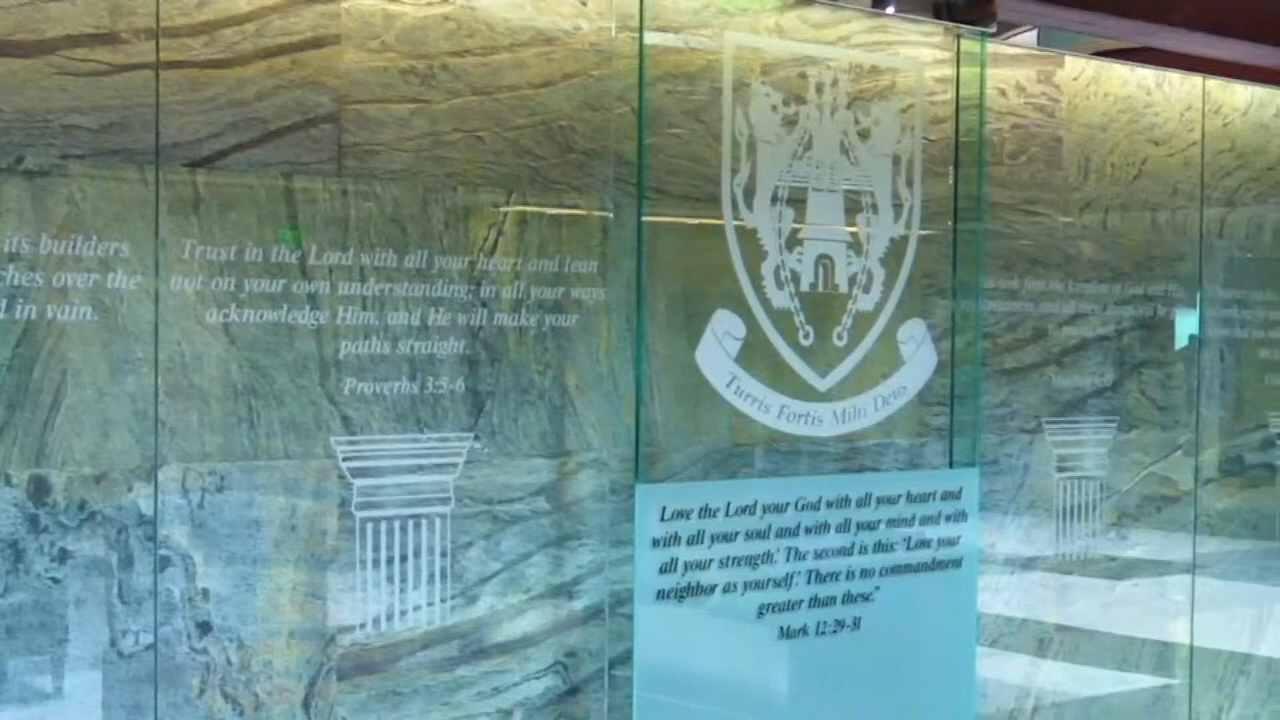 its builders
ches over the
in vain.
Trust in the Lord with all your heart and lean
not on your own understanding; in all your ways
acknowledge Him, and He will make your
paths straight.
Proverbs 3:5-6
Turris Fortis Mihi Deus
Love the Lord your God with all your heart and
with all your soul and with all your mind and with
all your strength.' The second is this: 'Love your
neighbor as yourself.' There is no commandment
greater than these."
Mark 12:29-31